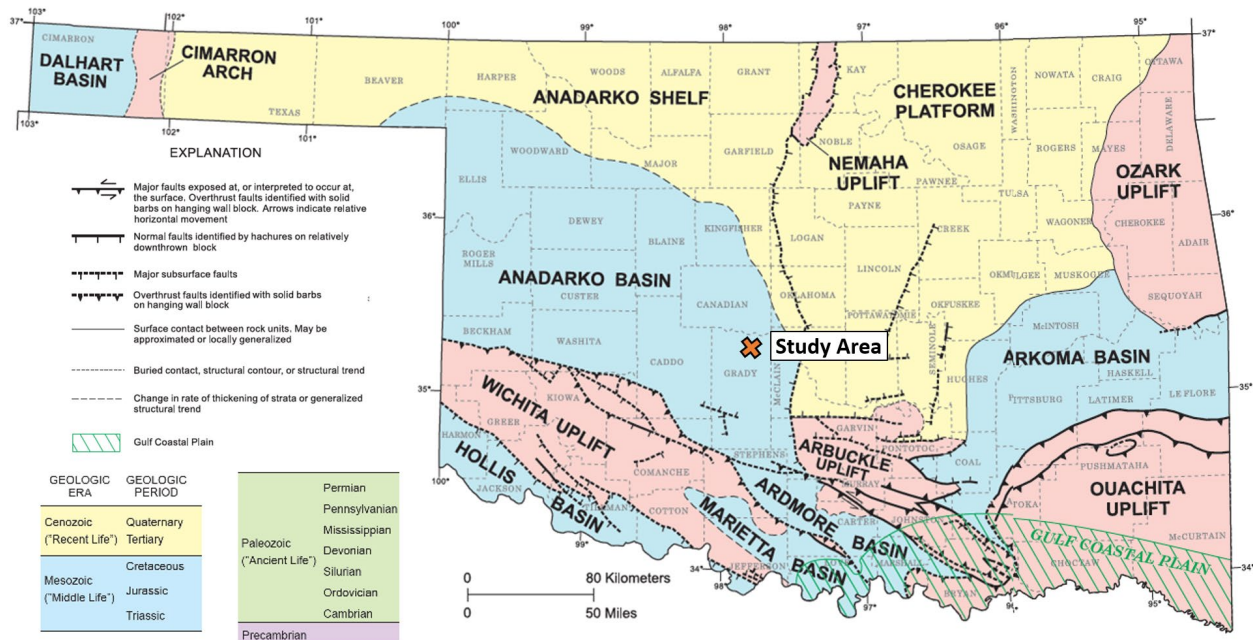 103°
102°
101°
100°
99°
98°
97°
96°
95°
37°
37°
CIMARRON
DALHART
BASIN
CIMARRON
ARCH
TEXAS
BEAVER
HARPER
WOODS
ALFALFA
GRANT
KAY
ANADARKO SHELF
CHEROKEE
PLATFORM
WASHINGTON
NOWATA
CRAIG
OTTAWA
DELAWARE
103°
102°
101°
EXPLANATION
Major faults exposed at, or interpreted to occur at,
the surface. Overthrust faults identified with solid
barbs on hanging wall block. Arrows indicate relative
horizontal movement
Normal faults identified by hachures on relatively
downthrown block
Major subsurface faults
Overthrust faults identified with solid barbs
on hanging wall block
Surface contact between rock units. May be
approximated or locally generalized
Buried contact, structural contour, or structural trend
Change in rate of thickening of strata or generalized
structural trend
Gulf Coastal Plain
WOODWARD
MAJOR
GARFIELD
NOBLE
NEMAHA
UPLIFT
OSAGE
PAWNEE
ROGERS
MAYES
OZARK
UPLIFT
ELLIS
DEWEY
BLAINE
KINGFISHER
LOGAN
PAYNE
CREEK
TULSA
WAGONER
CHEROKEE
ADAIR
36°
36°
ROGER
MILLS
ANADARKO BASIN
CUSTER
CANADIAN
OKLAHOMA
LINCOLN
OKMULGEE
MUSKOGEE
SEQUOYAH
OKFUSKEE
POTTAWATOMIE
McINTOSH
BECKHAM
WASHITA
CADDO
GRADY
McCLAIN
Study Area
SEMINOLE
HUGHES
ARKOMA BASIN
HASKELL
PITTSBURG
LATIMER
LE FLORE
35°
35°
WICHITA UPLIFT
KIOWA
GREER
HARMON
HOLLIS
BASIN
JACKSON
TILLMAN
COMANCHE
COTTON
STEPHENS
GARVIN
PONTOTOC
ARBUCKLE
UPLIFT
MURRAY
COAL
PUSHMATAHA
OUACHITA
UPLIFT
ATOKA
McCURTAIN
ARDMORE
BASIN
CARTER
JOHNSTON
MARIETTA
BASIN
JEFFERSON
MARSHALL
BRYAN
CHOCTAW
GULF COASTAL PLAIN
100°
99°
98°
97°
95°
34°
34°
0
80 Kilometers
0
50 Miles
GEOLOGIC
ERA
GEOLOGIC
PERIOD
Cenozoic
("Recent Life")
Quaternary
Tertiary
Mesozoic
("Middle Life")
Cretaceous
Jurassic
Triassic
Paleozoic
("Ancient Life")
Permian
Pennsylvanian
Mississippian
Devonian
Silurian
Ordovician
Cambrian
Precambrian